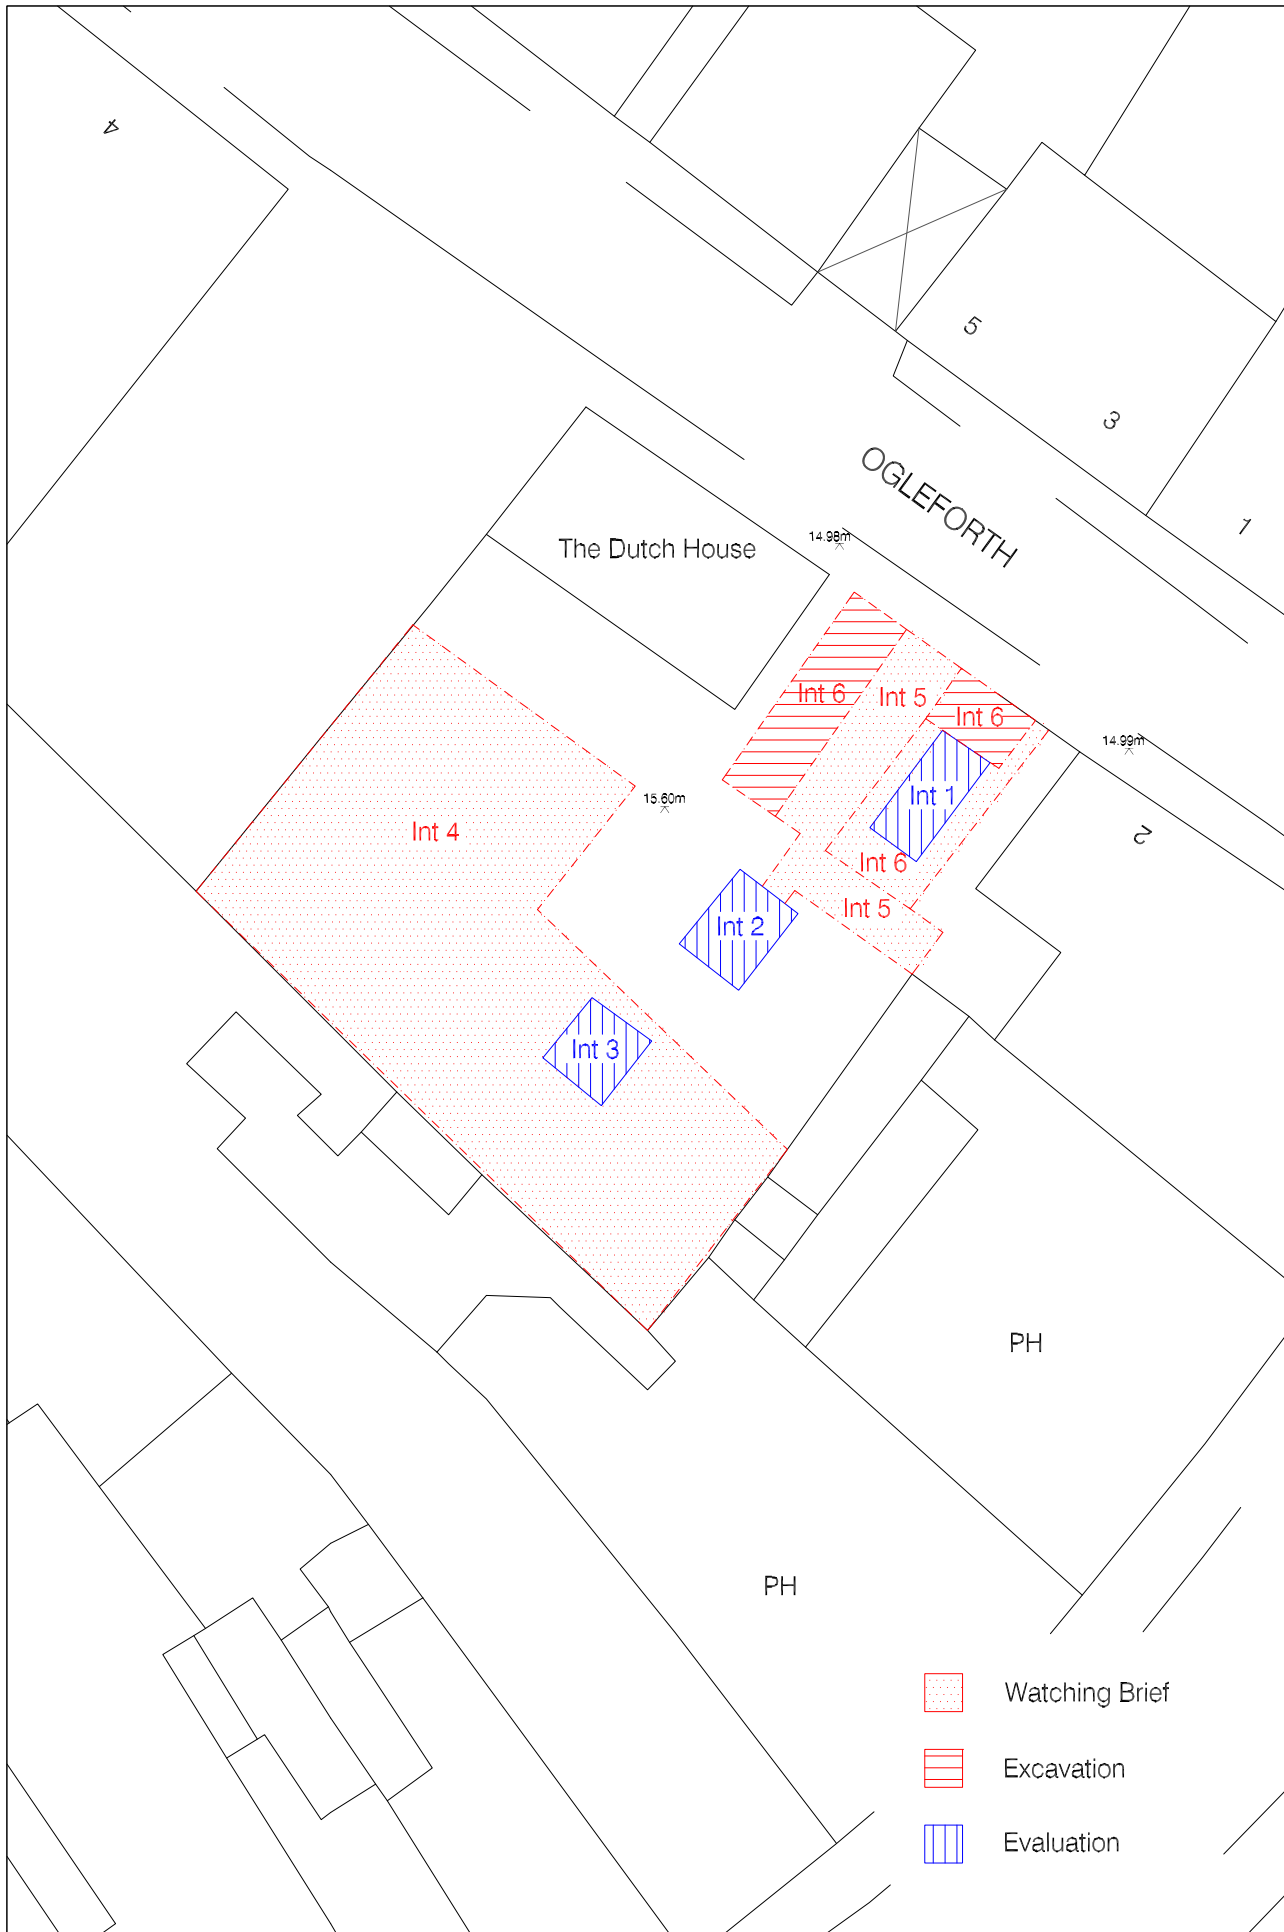 4
5
3
1
OGLEFORTH
14.98m
The Dutch House
Int 6
Int 5
Int 6
14.99m
Int 1
15.60m
Int 4
2
Int 6
Int 5
Int 2
Int 3
PH
PH
Watching Brief
Excavation
Evaluation